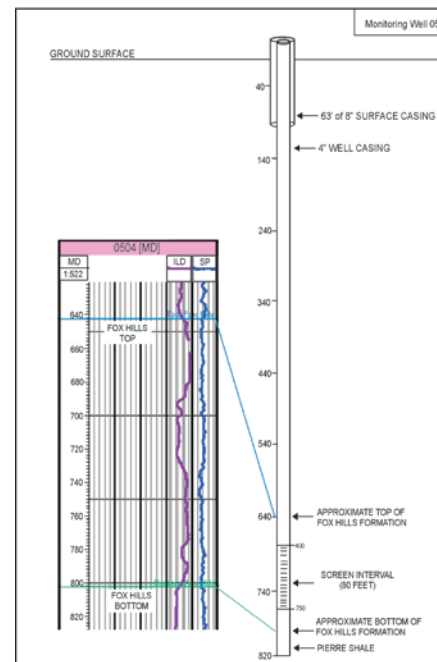 Monitoring Well 05
GROUND SURFACE
40
63' of 8" SURFACE CASING
4" WELL CASING
140
240
0504 [MD]
MD
ILD
SP
1:522
340
640
FOX HILLS
TOP
660
680
440
700
720
540
740
760
640
APPROXIMATE TOP OF
FOX HILLS FORMATION
780
400
800
SCREEN INTERVAL
(80 FEET)
740
FOX HILLS
BOTTOM
750
820
APPROXIMATE BOTTOM OF
FOX HILLS FORMATION
PIERRE SHALE
820